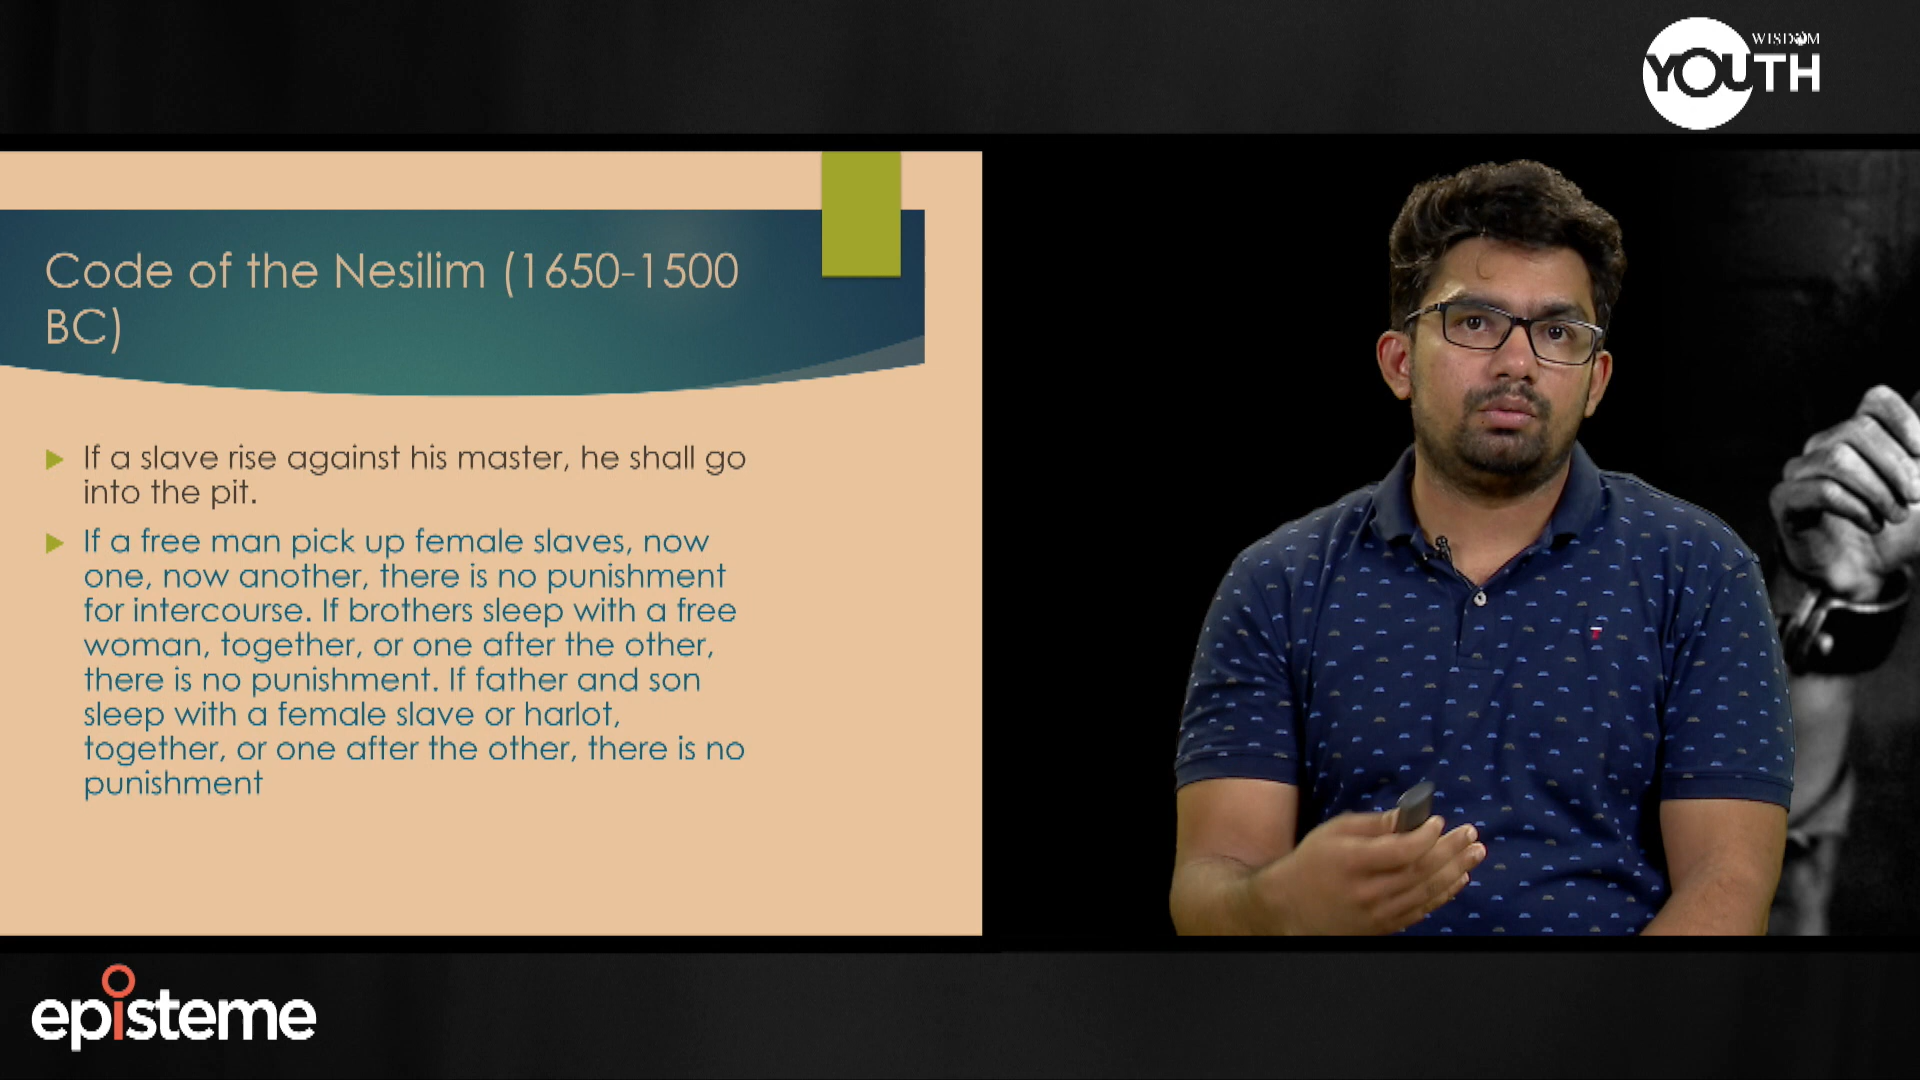 WISDOM
YOUTH
Code of the Nesilim (1650-1500
BC)
If a slave rise against his master, he shall go
into the pit.
If a free man pick up female slaves, now
one, now another, there is no punishment
for intercourse. If brothers sleep with a free
woman, together, or one after the other,
there is no punishment. If father and son
sleep with a female slave or harlot,
together, or one after the other, there is no
punishment
episteme